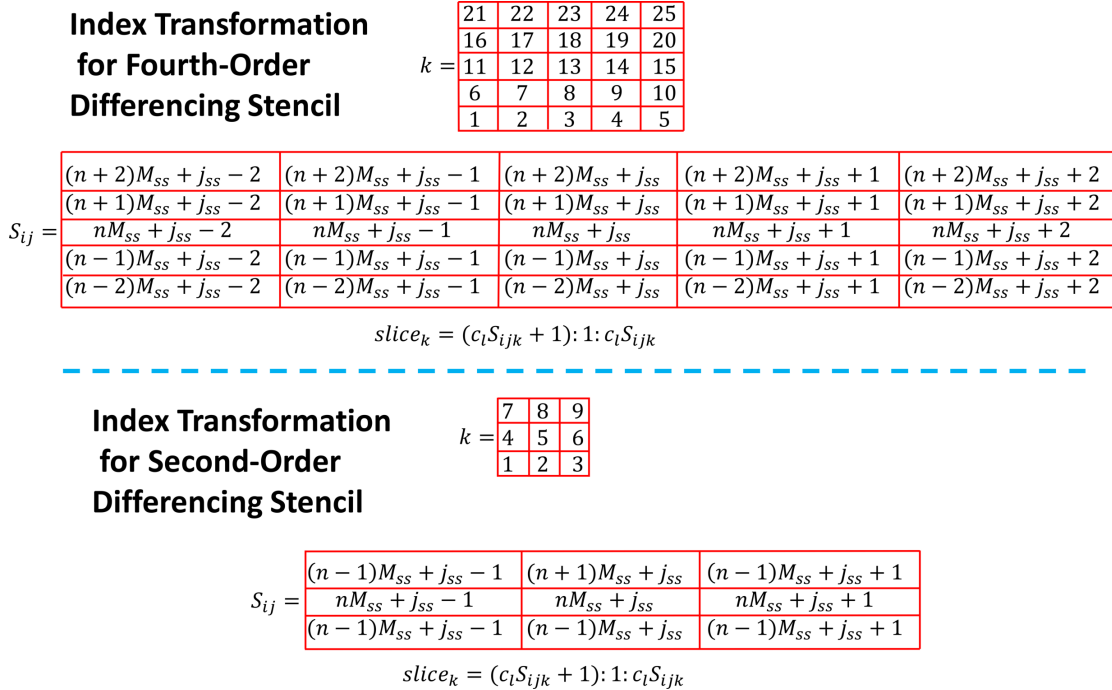 Index Transformation
for Fourth-Order
Differencing Stencil
21 22 23 24 25
16 17 18 19 20
k = 11 12 13 14 15
6 7 8 9 10
1 2 3 4 5
(n + 2)M_ss + j_ss − 2 (n + 2)M_ss + j_ss − 1 (n + 2)M_ss + j_ss (n + 2)M_ss + j_ss + 1 (n + 2)M_ss + j_ss + 2
(n + 1)M_ss + j_ss − 2 (n + 1)M_ss + j_ss − 1 (n + 1)M_ss + j_ss (n + 1)M_ss + j_ss + 1 (n + 1)M_ss + j_ss + 2
S_ij = nM_ss + j_ss − 2 nM_ss + j_ss − 1 nM_ss + j_ss nM_ss + j_ss + 1 nM_ss + j_ss + 2
(n − 1)M_ss + j_ss − 2 (n − 1)M_ss + j_ss − 1 (n − 1)M_ss + j_ss (n − 1)M_ss + j_ss + 1 (n − 1)M_ss + j_ss + 2
(n − 2)M_ss + j_ss − 2 (n − 2)M_ss + j_ss − 1 (n − 2)M_ss + j_ss (n − 2)M_ss + j_ss + 1 (n − 2)M_ss + j_ss + 2
slice_k = (c_l S_ijk + 1): 1: c_l S_ijk
Index Transformation
for Second-Order
Differencing Stencil
7 8 9
k = 4 5 6
1 2 3
(n − 1)M_ss + j_ss − 1 (n + 1)M_ss + j_ss (n − 1)M_ss + j_ss + 1
S_ij = nM_ss + j_ss − 1 nM_ss + j_ss nM_ss + j_ss + 1
(n − 1)M_ss + j_ss − 1 (n − 1)M_ss + j_ss (n − 1)M_ss + j_ss + 1
slice_k = (c_l S_ijk + 1): 1: c_l S_ijk